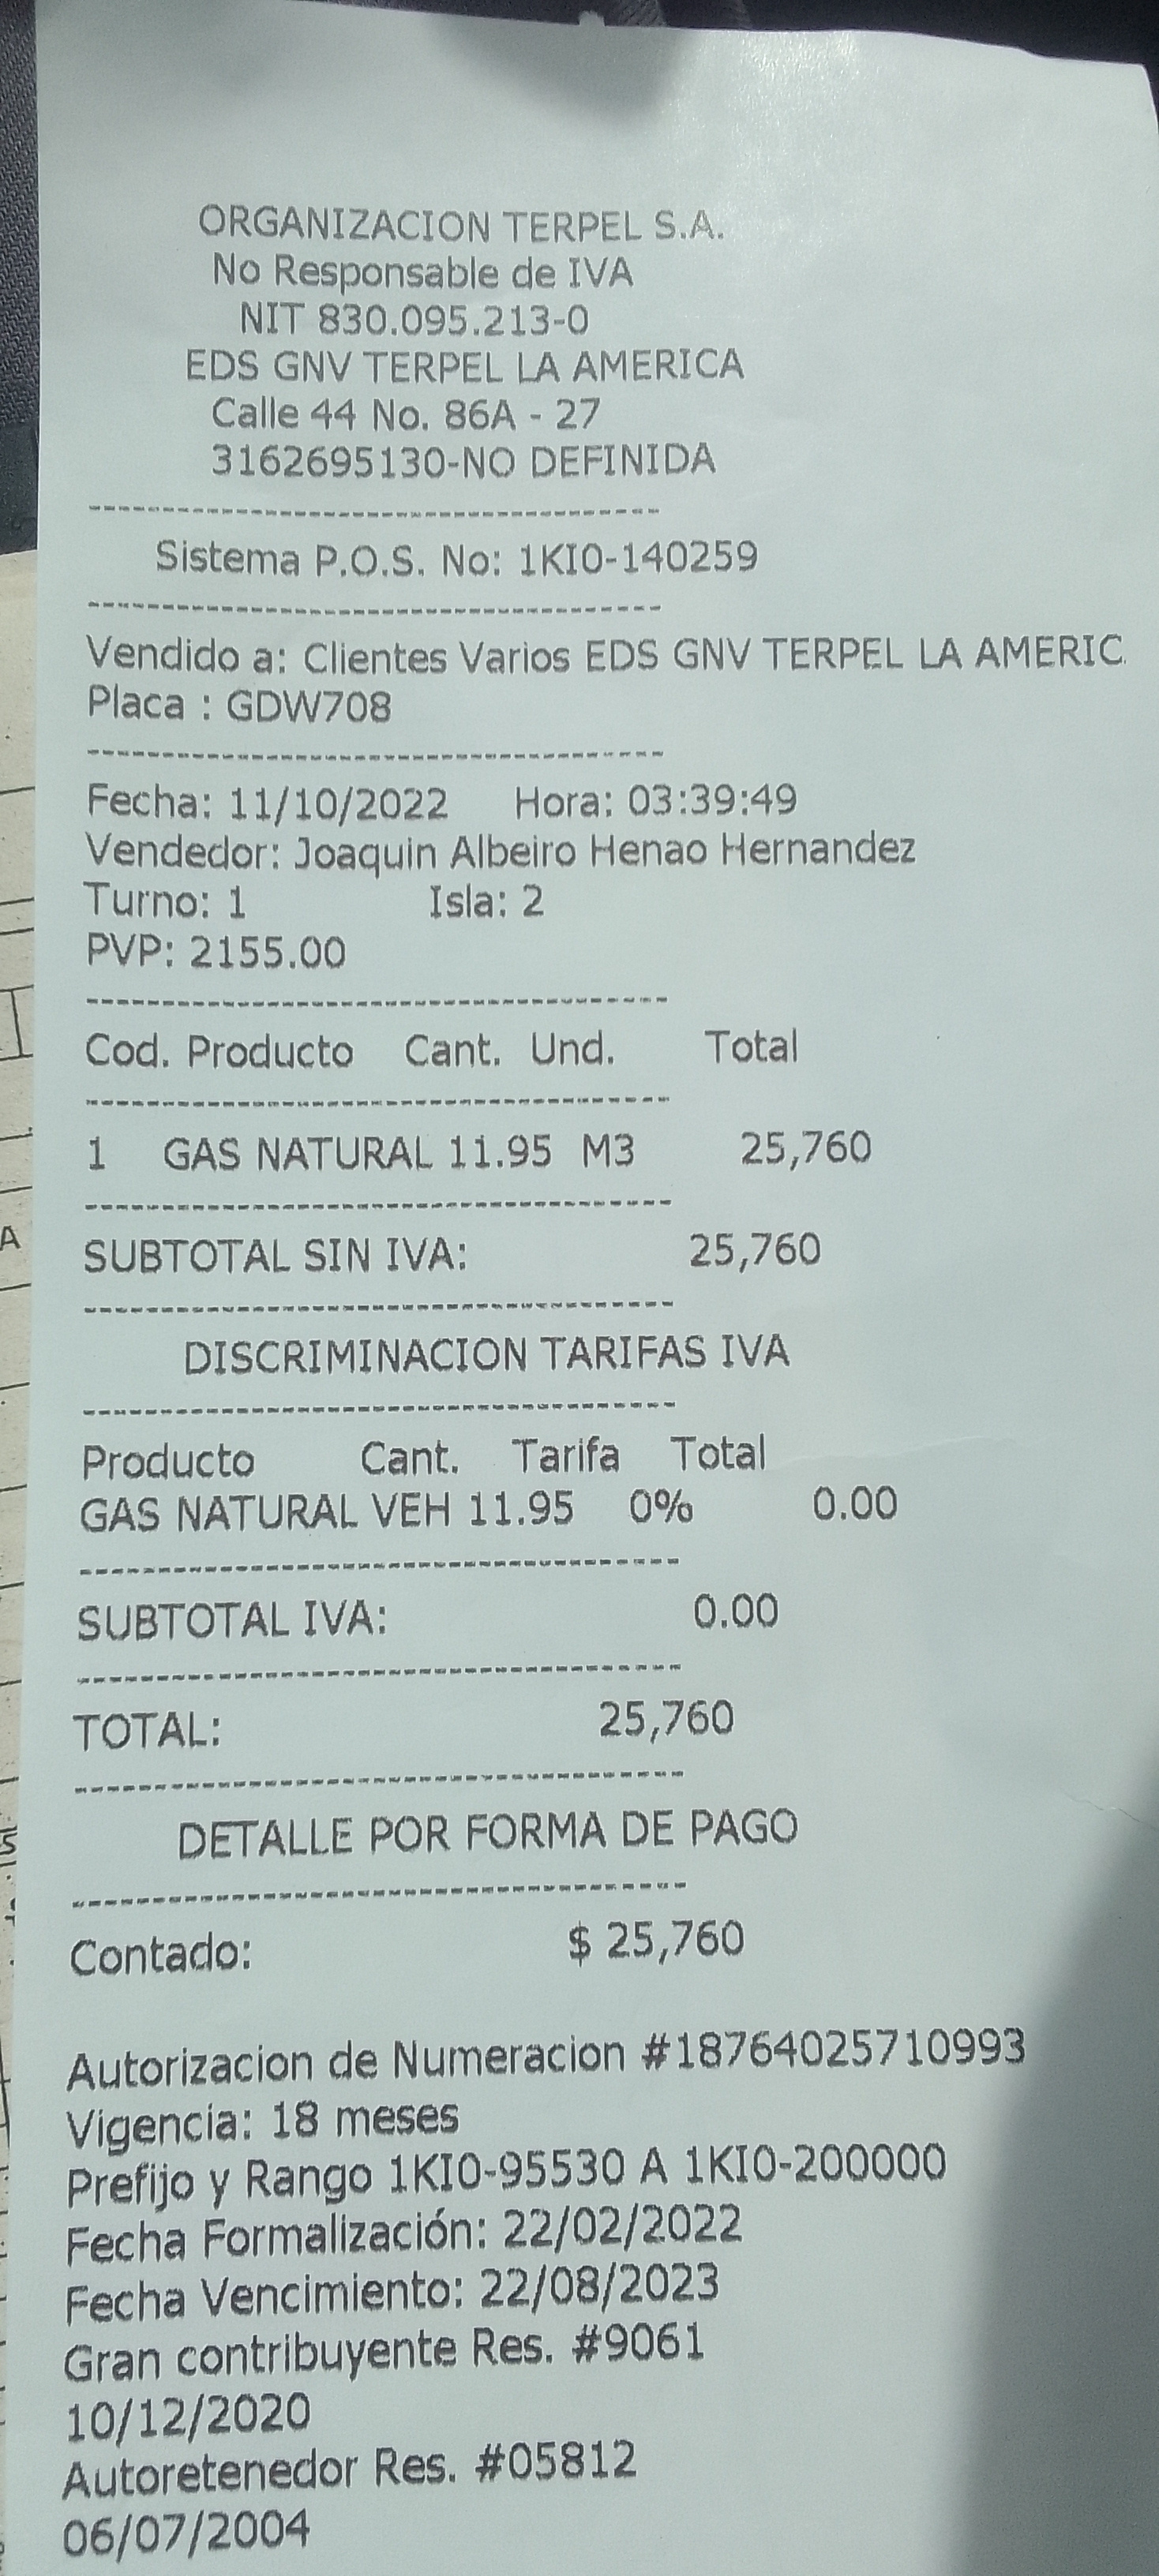 ORGANIZACION TERPEL S.A.
No Responsable de IVA
NIT 830.095.213-0
EDS GNV TERPEL LA AMERICA
Calle 44 No. 86A - 27
3162695130-NO DEFINIDA
Sistema P.O.S. No: 1KI0-140259
Vendido a: Clientes Varios EDS GNV TERPEL LA AMERIC
Placa : GDW708
Fecha: 11/10/2022 Hora: 03:39:49
Vendedor: Joaquin Albeiro Henao Hernandez
Turno: 1 Isla: 2
PVP: 2155.00
Cod. Producto Cant. Und. Total
1 GAS NATURAL 11.95 M3 25,760
SUBTOTAL SIN IVA: 25,760
DISCRIMINACION TARIFAS IVA
Producto Cant. Tarifa Total
GAS NATURAL VEH 11.95 0% 0.00
SUBTOTAL IVA: 0.00
TOTAL: 25,760
DETALLE POR FORMA DE PAGO
Contado: $ 25,760
Autorizacion de Numeracion #18764025710993
Vigencia: 18 meses
Prefijo y Rango 1KI0-95530 A 1KI0-200000
Fecha Formalización: 22/02/2022
Fecha Vencimiento: 22/08/2023
Gran contribuyente Res. #9061
10/12/2020
Autoretenedor Res. #05812
06/07/2004